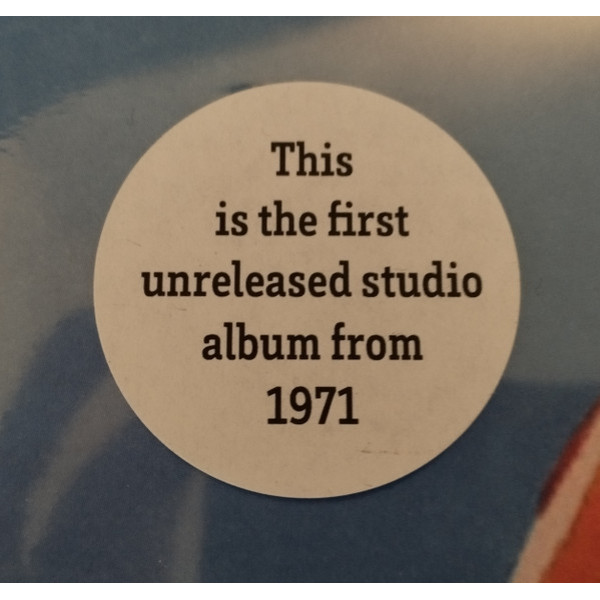 This
is the first
unreleased studio
album from
1971